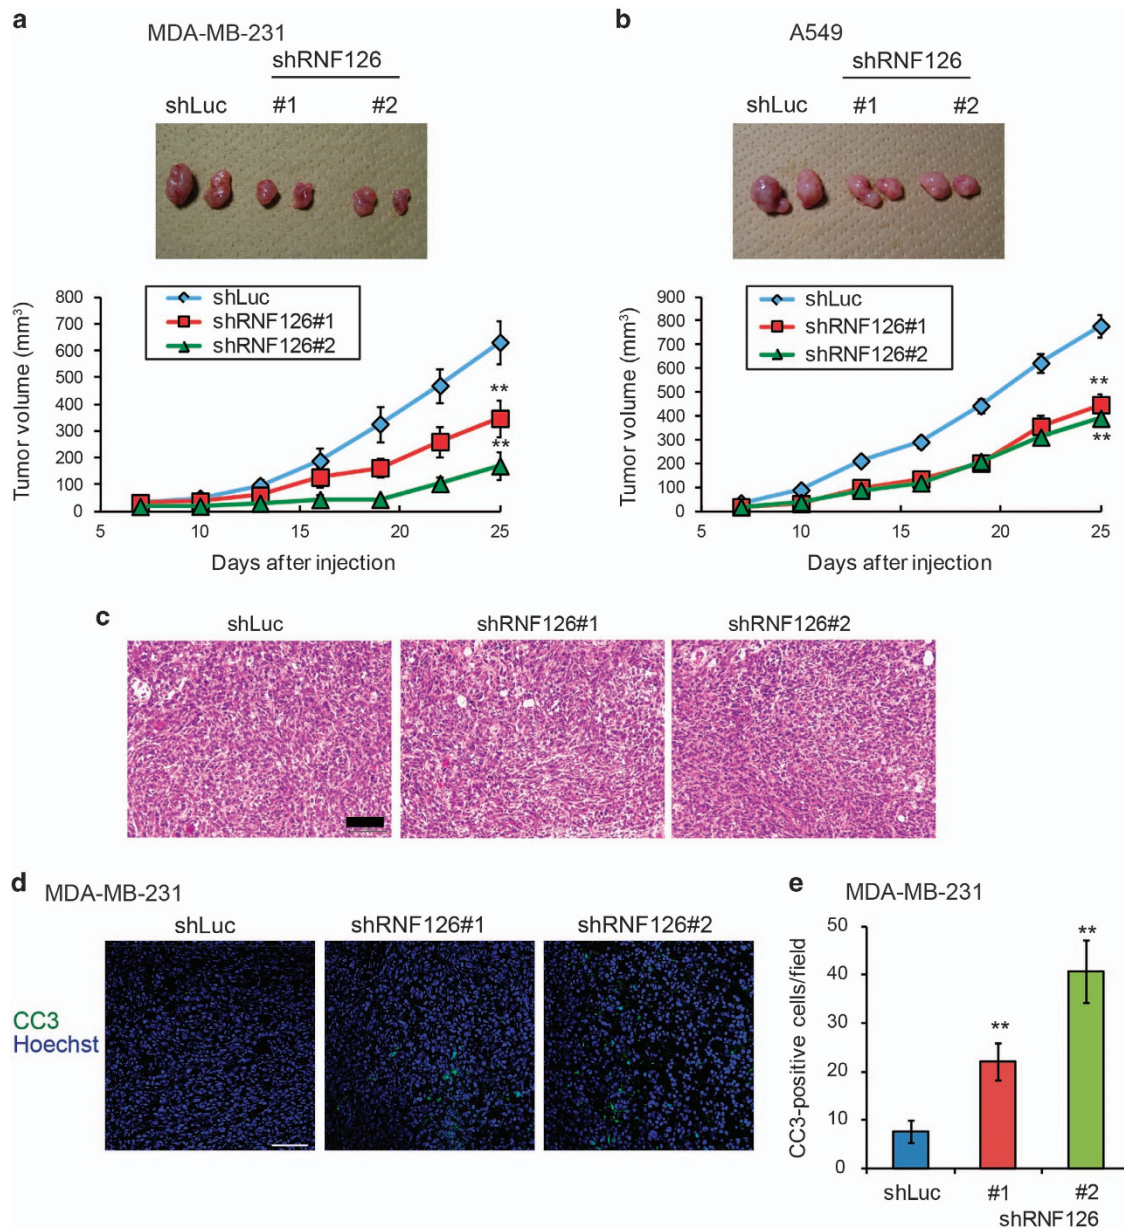 a
MDA-MB-231
shRNF126
shLuc #1 #2
Tumor volume (mm³)
800
700
600
500
400
300
200
100
0
shLuc
shRNF126#1
shRNF126#2
**
**
5 10 15 20 25
Days after injection
b
A549
shRNF126
shLuc #1 #2
Tumor volume (mm³)
900
800
700
600
500
400
300
200
100
0
shLuc
shRNF126#1
shRNF126#2
**
**
5 10 15 20 25
Days after injection
c
shLuc shRNF126#1 shRNF126#2
d
MDA-MB-231
shLuc shRNF126#1 shRNF126#2
CC3
Hoechst
e
MDA-MB-231
CC3-positive cells/field
50
40
30
20
10
0
**
**
shLuc #1 #2
shRNF126